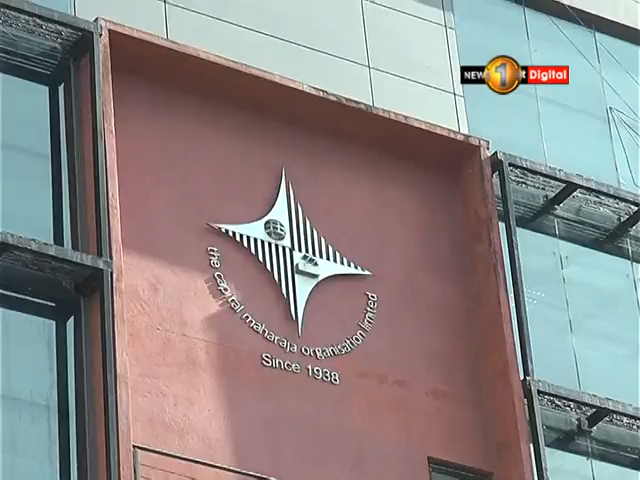 NEWS 1st Digital
the capital maharaja organisation limited
Since 1938